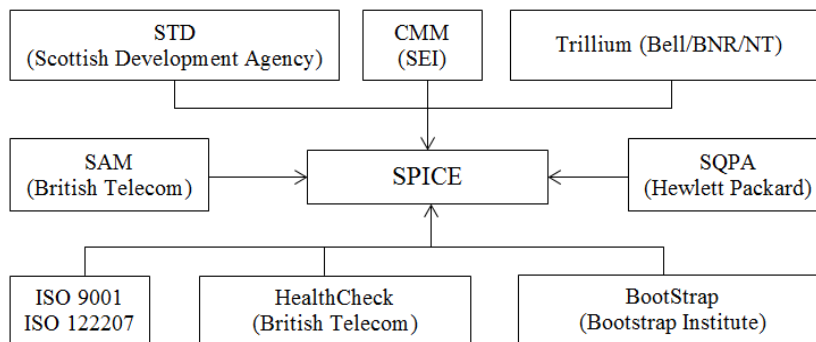 STD
(Scottish Development Agency)
CMM
(SEI)
Trillium (Bell/BNR/NT)
SAM
(British Telecom)
SPICE
SQPA
(Hewlett Packard)
ISO 9001
ISO 122207
HealthCheck
(British Telecom)
BootStrap
(Bootstrap Institute)